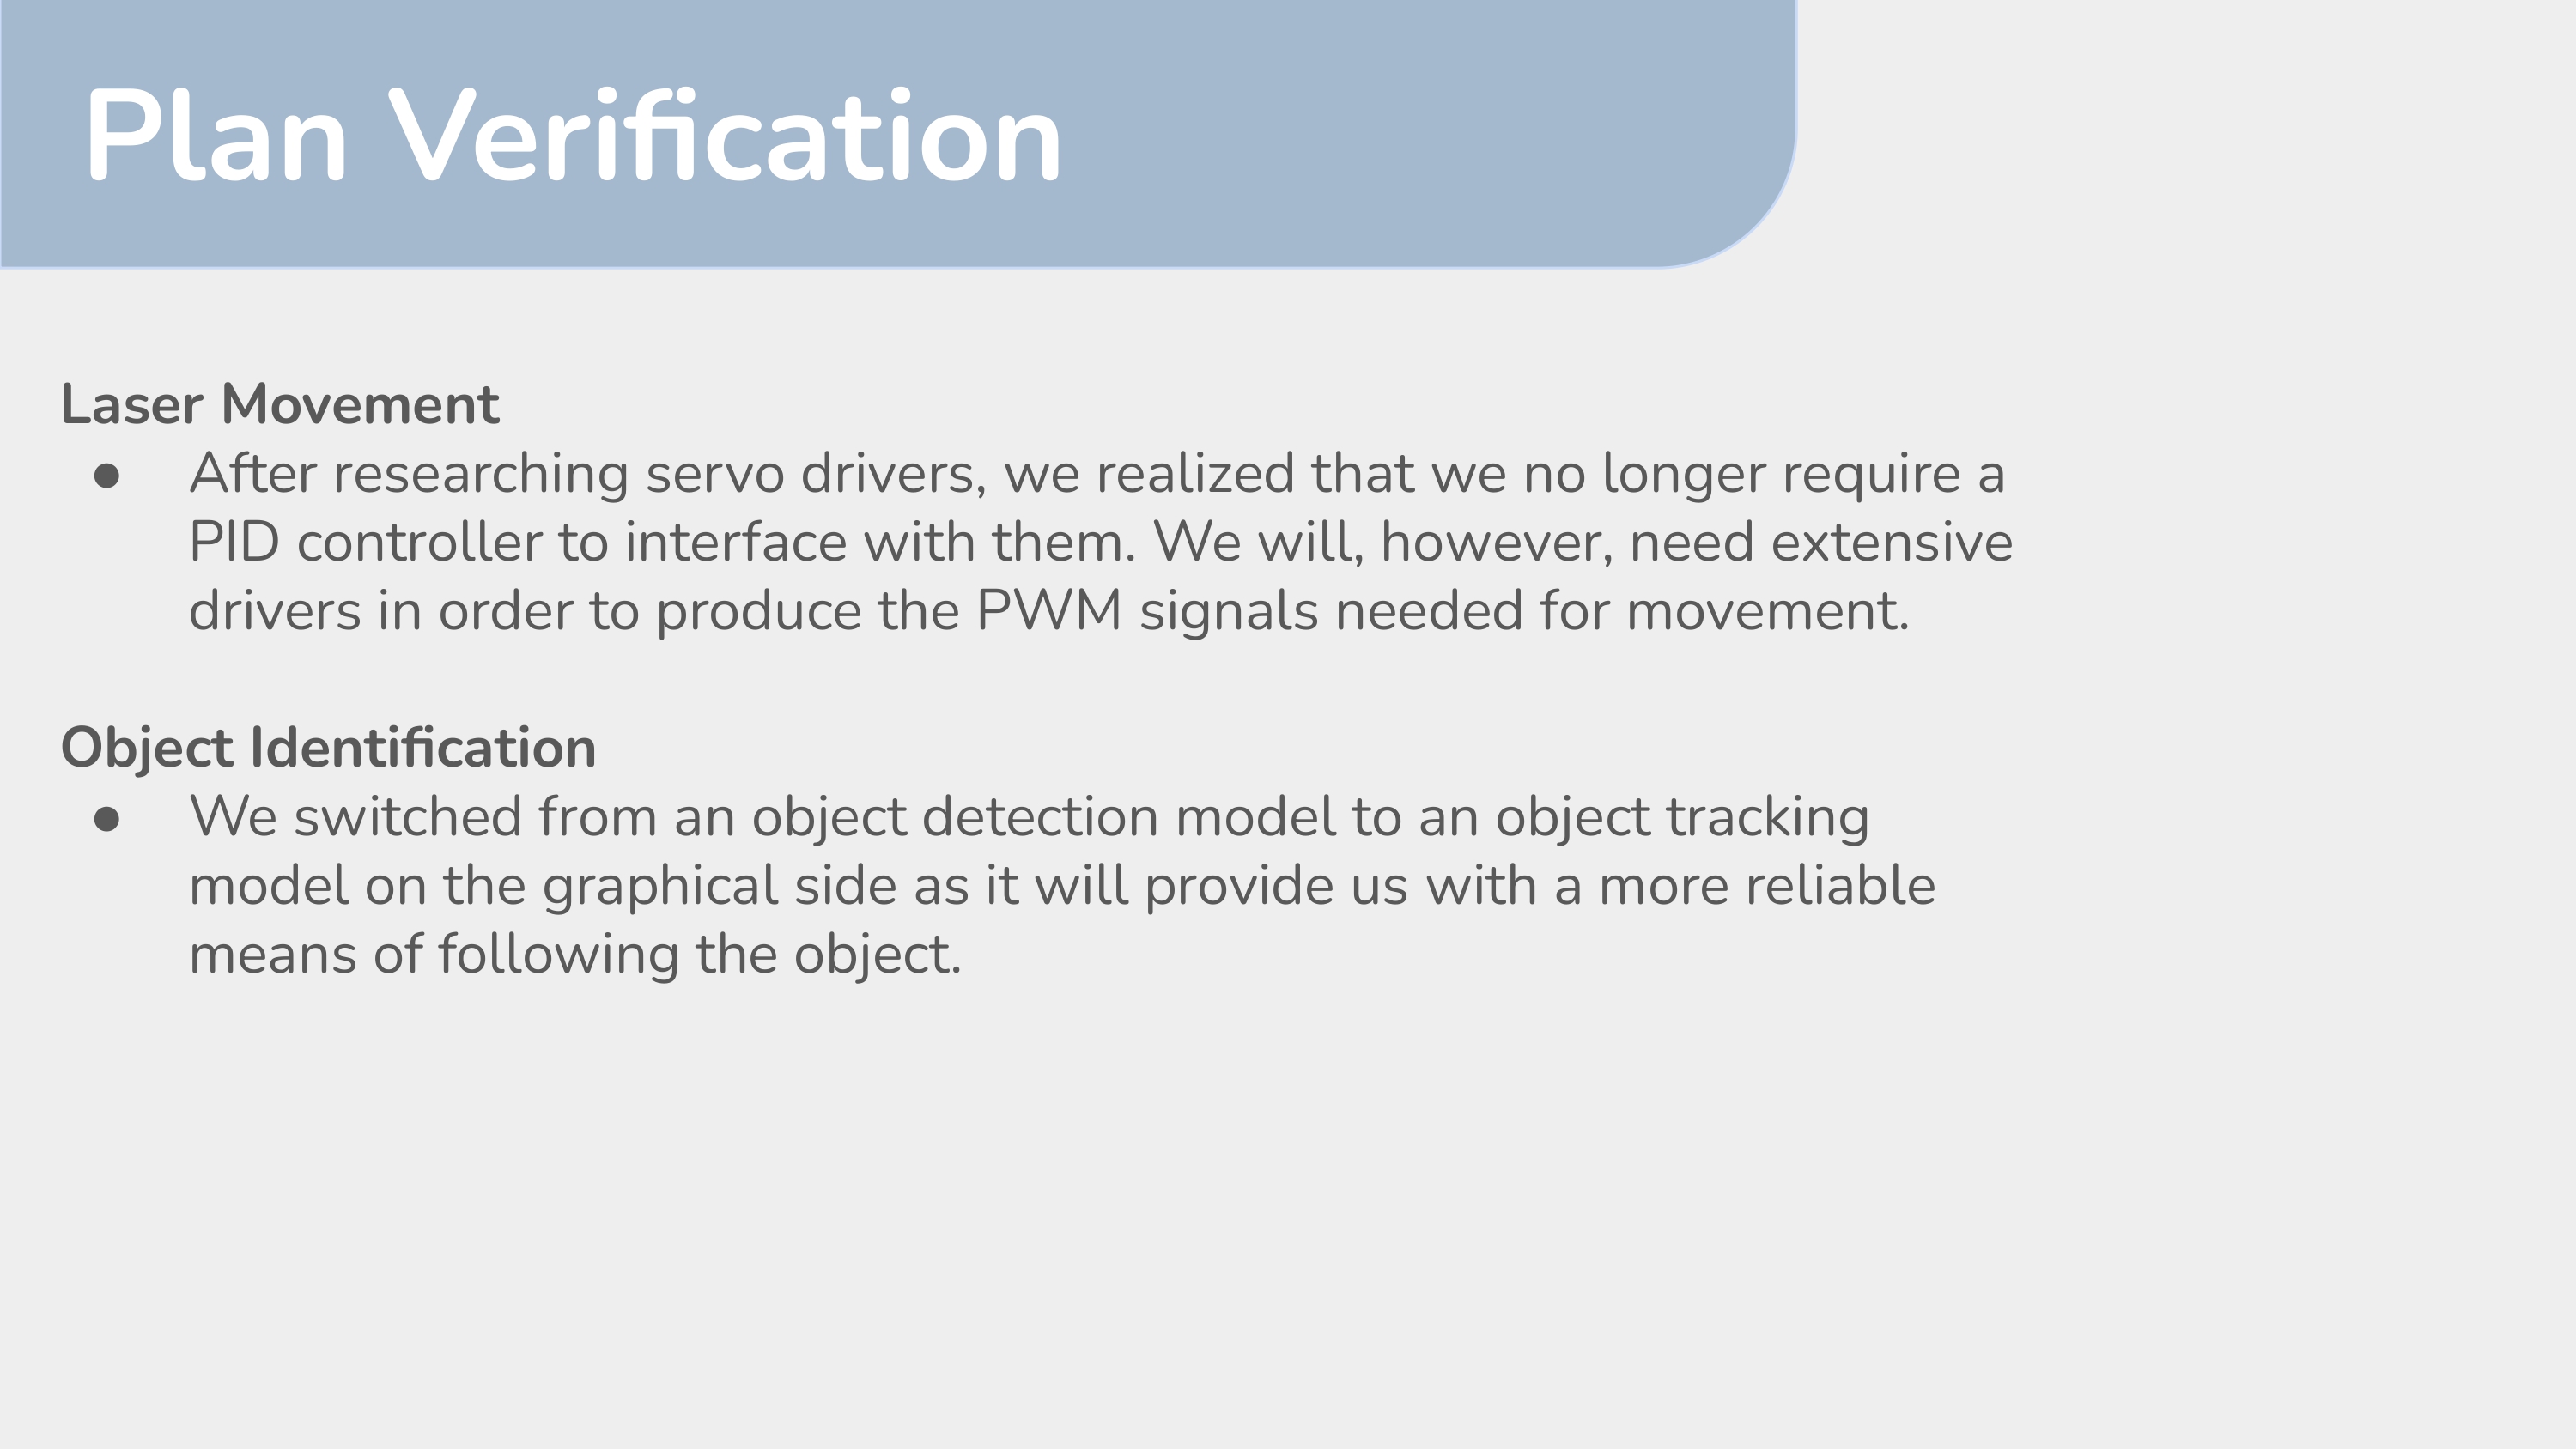 Plan Verification
Laser Movement
● After researching servo drivers, we realized that we no longer require a
PID controller to interface with them. We will, however, need extensive
drivers in order to produce the PWM signals needed for movement.
Object Identification
● We switched from an object detection model to an object tracking
model on the graphical side as it will provide us with a more reliable
means of following the object.